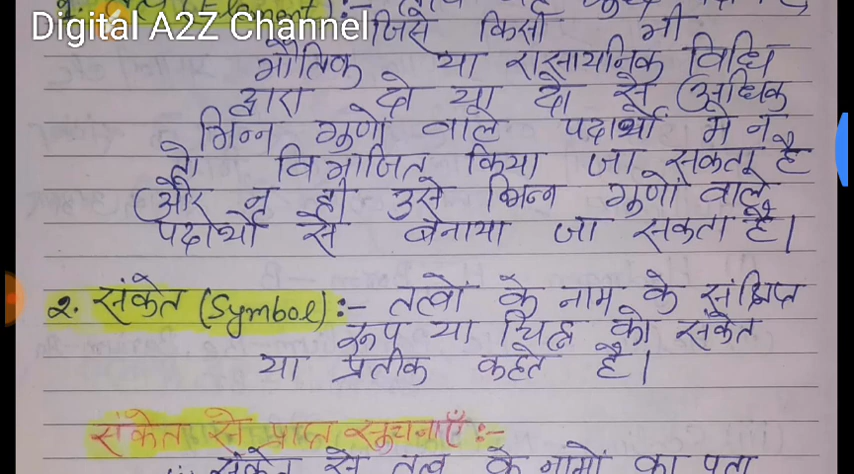 Digital A2Z Channel
जिसे किसी भी
भौतिक या रासायनिक विधि
द्वारा दो या दो से अधिक
भिन्न गुणों वाले पदार्थों मे न
तो विभाजित किया जा सकता है
और न ही उसे भिन्न गुणों वाले
पदार्थों से बनाया जा सकता है।
२. संकेत (Symbol) :- तत्वों के नाम के संक्षिप्त
रूप या चिह्न को संकेत
या प्रतीक कहते है।
संकेत से प्राप्त सूचनाएँ :-
संकेत से तत्व के नामों का पता